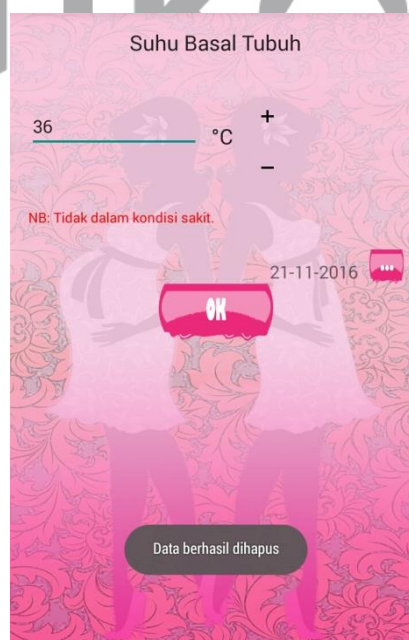 Suhu Basal Tubuh
36
°C
+
−
NB: Tidak dalam kondisi sakit.
21-11-2016
...
OK
Data berhasil dihapus